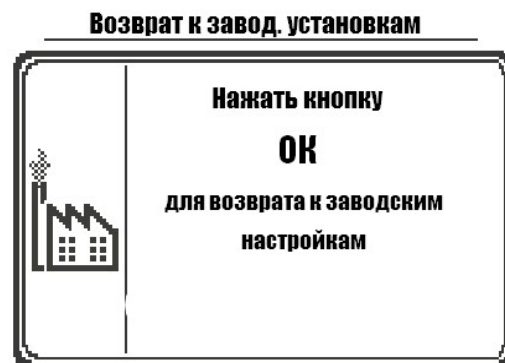 Возврат к завод. установкам
Нажать кнопку
ОК
для возврата к заводским
настройкам